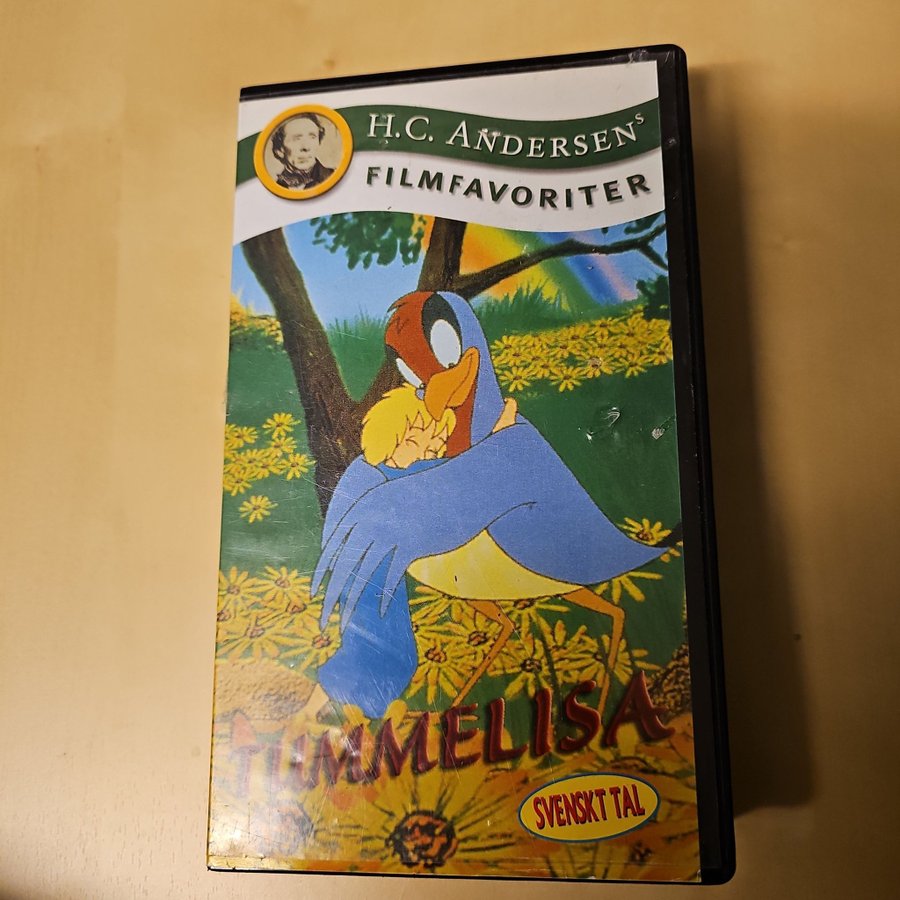 H.C. ANDERSENS
FILMFAVORITER
TUMMELISA
SVENSKT TAL